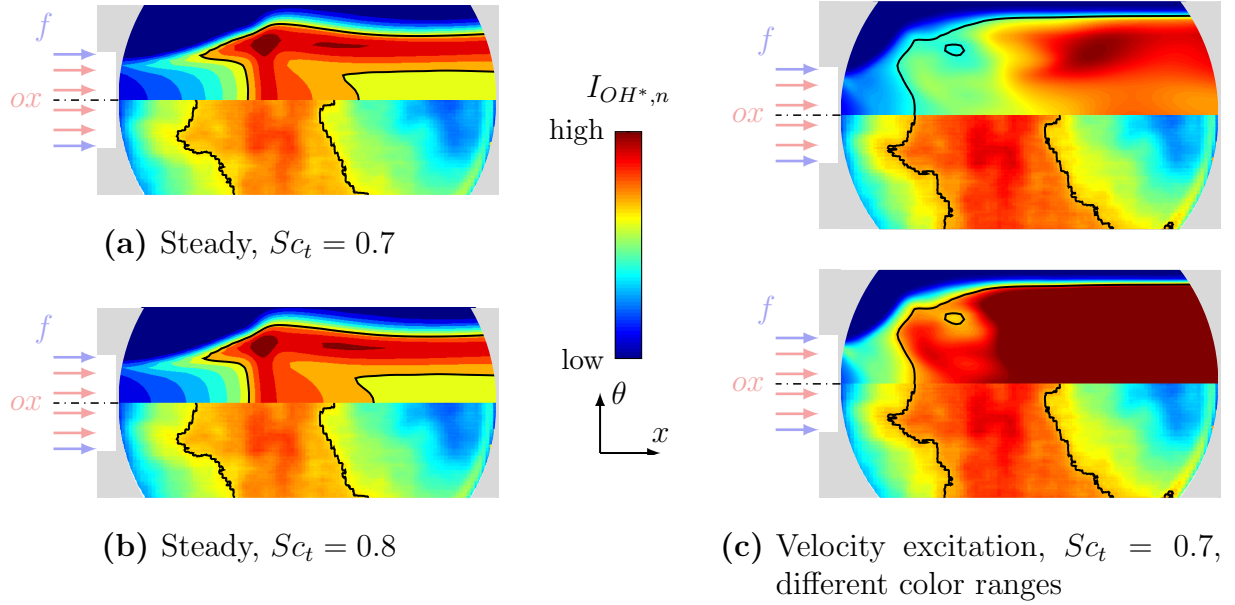 f
ox
(a) Steady, Sc_t = 0.7
f
ox
(b) Steady, Sc_t = 0.8
I_{OH*,n}
high
low
θ
x
f
ox
f
ox
(c) Velocity excitation, Sc_t = 0.7,
different color ranges